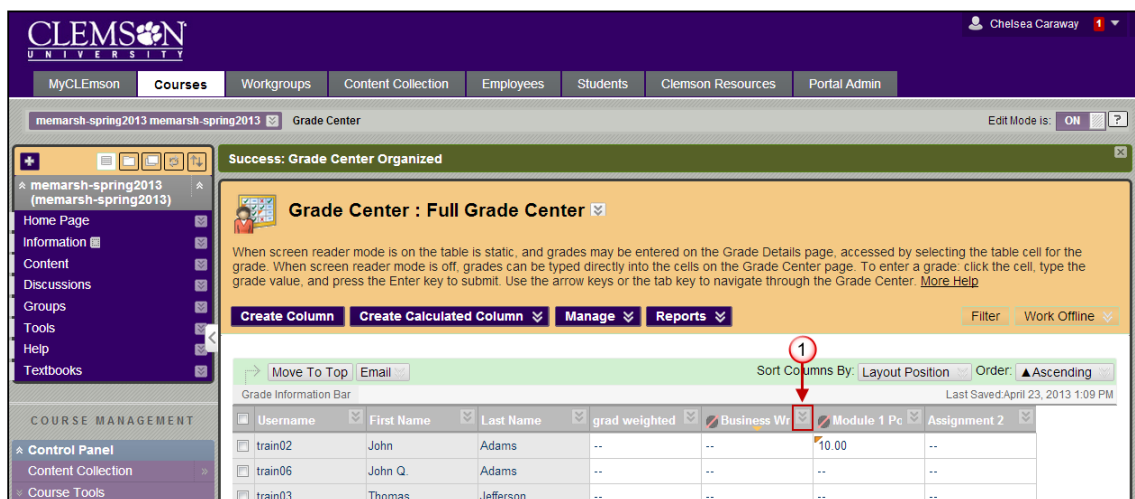 CLEMSON
UNIVERSITY
Chelsea Caraway 1
MyCLEmson Courses Workgroups Content Collection Employees Students Clemson Resources Portal Admin
memarsh-spring2013 memarsh-spring2013 Grade Center Edit Mode is: ON ?
Success: Grade Center Organized
memarsh-spring2013
(memarsh-spring2013)
Home Page
Information
Content
Discussions
Groups
Tools
Help
Textbooks
COURSE MANAGEMENT
Control Panel
Content Collection
Course Tools
Grade Center : Full Grade Center
When screen reader mode is on the table is static, and grades may be entered on the Grade Details page, accessed by selecting the table cell for the
grade. When screen reader mode is off, grades can be typed directly into the cells on the Grade Center page. To enter a grade: click the cell, type the
grade value, and press the Enter key to submit. Use the arrow keys or the tab key to navigate through the Grade Center. More Help
Create Column Create Calculated Column Manage Reports Filter Work Offline
1
Move To Top Email Sort Columns By: Layout Position Order: ▲Ascending
Grade Information Bar Last Saved:April 23, 2013 1:09 PM
Username First Name Last Name grad weighted Business Wr Module 1 Po Assignment 2
train02 John Adams -- -- 10.00 --
train06 John Q. Adams -- -- -- --
train03 Thomas Jefferson -- -- -- --